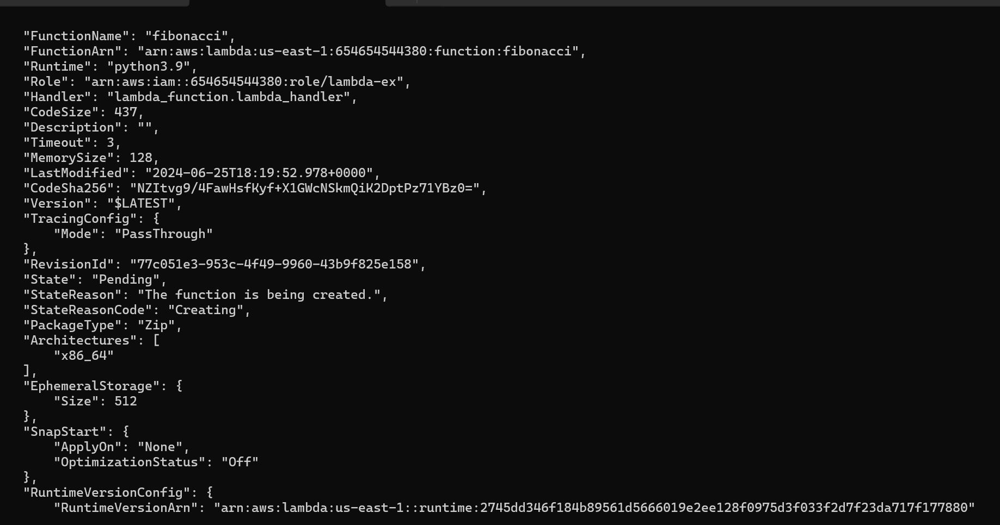 "FunctionName": "fibonacci",
"FunctionArn": "arn:aws:lambda:us-east-1:654654544380:function:fibonacci",
"Runtime": "python3.9",
"Role": "arn:aws:iam::654654544380:role/lambda-ex",
"Handler": "lambda_function.lambda_handler",
"CodeSize": 437,
"Description": "",
"Timeout": 3,
"MemorySize": 128,
"LastModified": "2024-06-25T18:19:52.978+0000",
"CodeSha256": "NZItvg9/4FawHsfKyf+X1GWcNSkmQiK2DptPz71YBz0=",
"Version": "$LATEST",
"TracingConfig": {
    "Mode": "PassThrough"
},
"RevisionId": "77c051e3-953c-4f49-9960-43b9f825e158",
"State": "Pending",
"StateReason": "The function is being created.",
"StateReasonCode": "Creating",
"PackageType": "Zip",
"Architectures": [
    "x86_64"
],
"EphemeralStorage": {
    "Size": 512
},
"SnapStart": {
    "ApplyOn": "None",
    "OptimizationStatus": "Off"
},
"RuntimeVersionConfig": {
    "RuntimeVersionArn": "arn:aws:lambda:us-east-1::runtime:2745dd346f184b89561d5666019e2ee128f0975d3f033f2d7f23da717f177880"